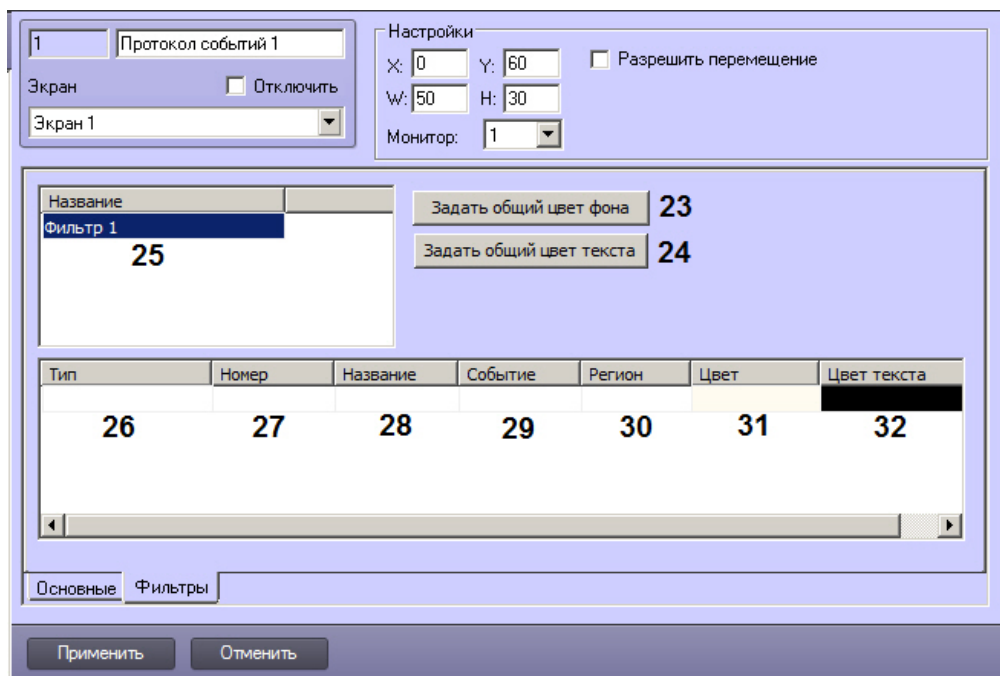 1 Протокол событий 1
Экран Отключить
Экран 1
Настройки
X: 0 Y: 60 Разрешить перемещение
W: 50 H: 30
Монитор: 1
Название
Фильтр 1
25
Задать общий цвет фона 23
Задать общий цвет текста 24
Тип Номер Название Событие Регион Цвет Цвет текста
26 27 28 29 30 31 32
Основные Фильтры
Применить Отменить